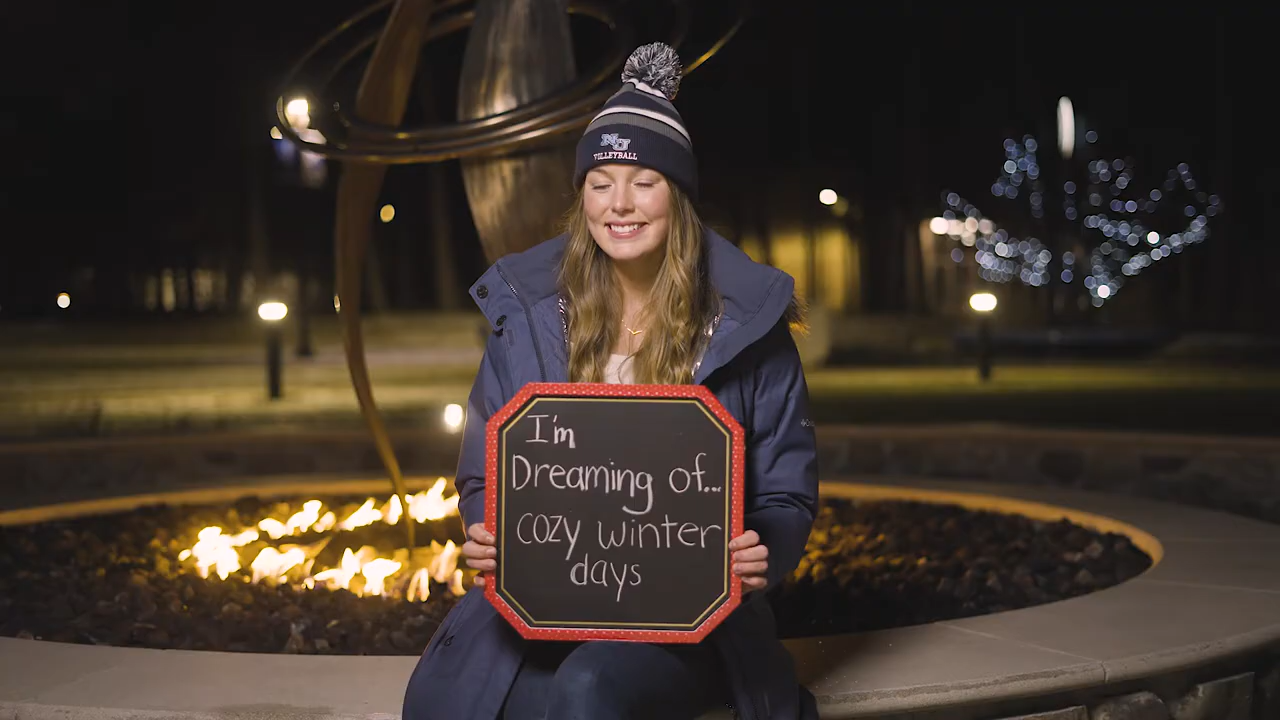 NU
VOLLEYBALL
I'm
Dreaming of...
cozy winter
days